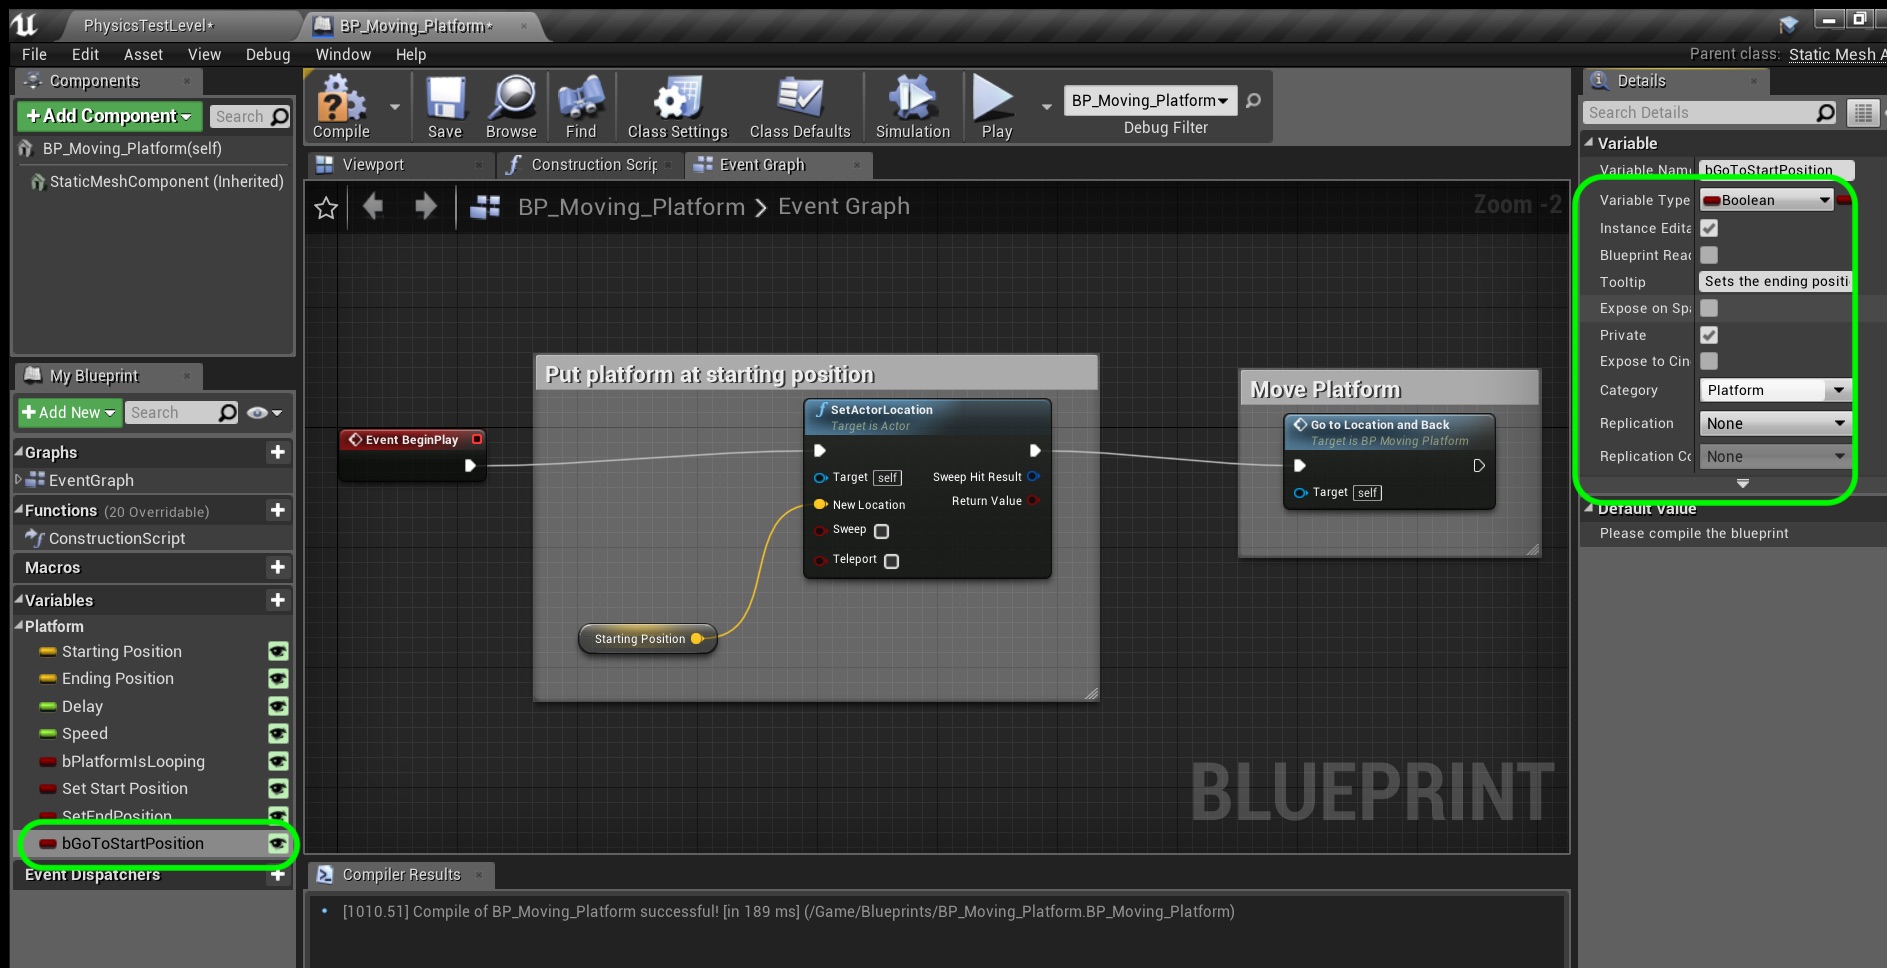 PhysicsTestLevel*
BP_Moving_Platform*
File Edit Asset View Debug Window Help
Parent class: Static Mesh A
Components
+Add Component
Search
BP_Moving_Platform(self)
StaticMeshComponent (Inherited)
Compile
Save
Browse
Find
Class Settings
Class Defaults
Simulation
Play
BP_Moving_Platform
Debug Filter
Viewport
Construction Scrip
Event Graph
BP_Moving_Platform > Event Graph
Zoom -2
Put platform at starting position
Event BeginPlay
SetActorLocation
Target is Actor
Target self
Sweep Hit Result
New Location
Return Value
Sweep
Teleport
Starting Position
Move Platform
Go to Location and Back
Target is BP Moving Platform
Target self
BLUEPRINT
My Blueprint
+Add New
Search
Graphs
EventGraph
Functions (20 Overridable)
ConstructionScript
Macros
Variables
Platform
Starting Position
Ending Position
Delay
Speed
bPlatformIsLooping
Set Start Position
SetEndPosition
bGoToStartPosition
Event Dispatchers
Compiler Results
[1010.51] Compile of BP_Moving_Platform successful! [in 189 ms] (/Game/Blueprints/BP_Moving_Platform.BP_Moving_Platform)
Details
Search Details
Variable
Variable Nam bGoToStartPosition
Variable Type Boolean
Instance Edita
Blueprint Rea
Tooltip Sets the ending positi
Expose on Spa
Private
Expose to Cin
Category Platform
Replication None
Replication Co None
Default Value
Please compile the blueprint